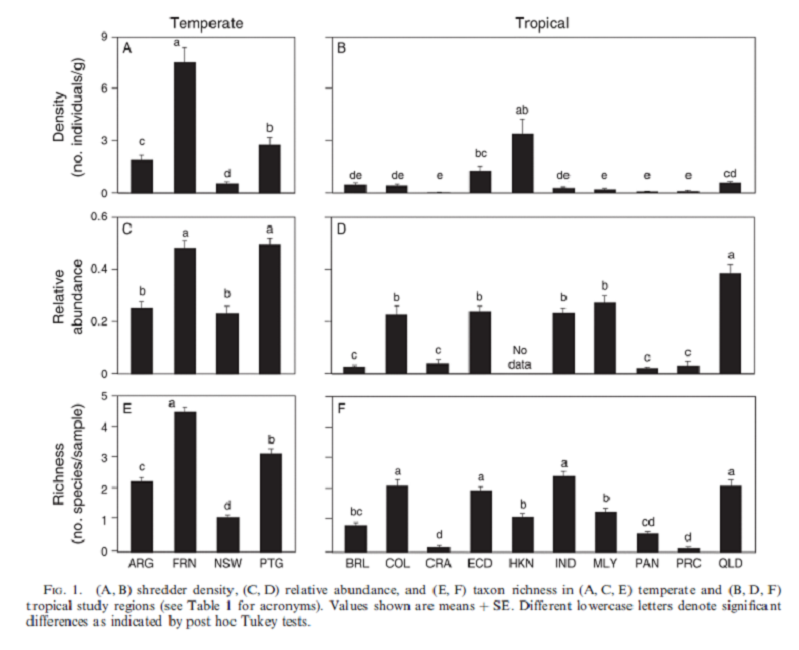 Temperate Tropical
9 A a B
Density
(no. individuals/g)
6
3 c b ab
bc
d de de e de e e e cd
0
0.6 C a a D a
Relative
abundance
0.4
b b b b b b
0.2
c c No data c c
0
5 E a F
Richness
(no. species/sample)
4
3 b
c a a a a
2
d bc b b
1
d cd d
0
ARG FRN NSW PTG BRL COL CRA ECD HKN IND MLY PAN PRC QLD
FIG. 1. (A, B) shredder density, (C, D) relative abundance, and (E, F) taxon richness in (A, C, E) temperate and (B, D, F)
tropical study regions (see Table 1 for acronyms). Values shown are means + SE. Different lowercase letters denote significant
differences as indicated by post hoc Tukey tests.